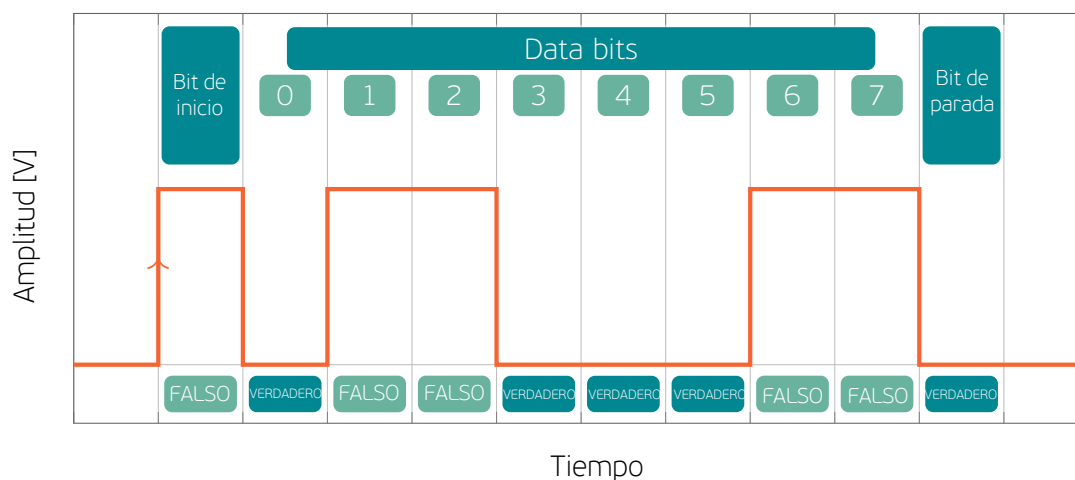 Data bits
Bit de
inicio
0
1
2
3
4
5
6
7
Bit de
parada
Amplitud [V]
FALSO
VERDADERO
FALSO
FALSO
VERDADERO
VERDADERO
VERDADERO
FALSO
FALSO
VERDADERO
Tiempo